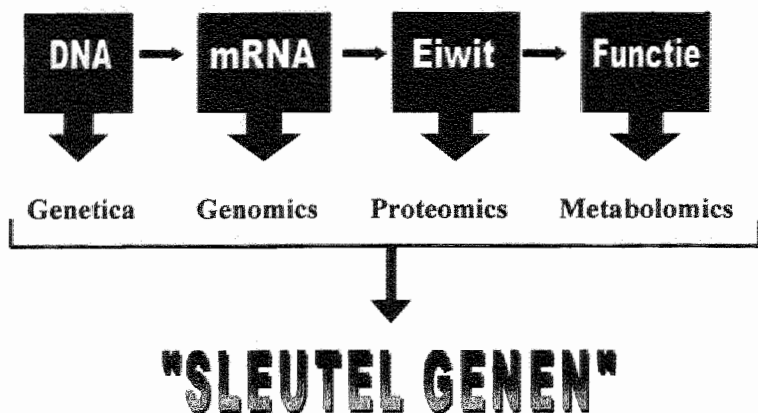 DNA mRNA Eiwit Functie
Genetica Genomics Proteomics Metabolomics
"SLEUTEL GENEN"